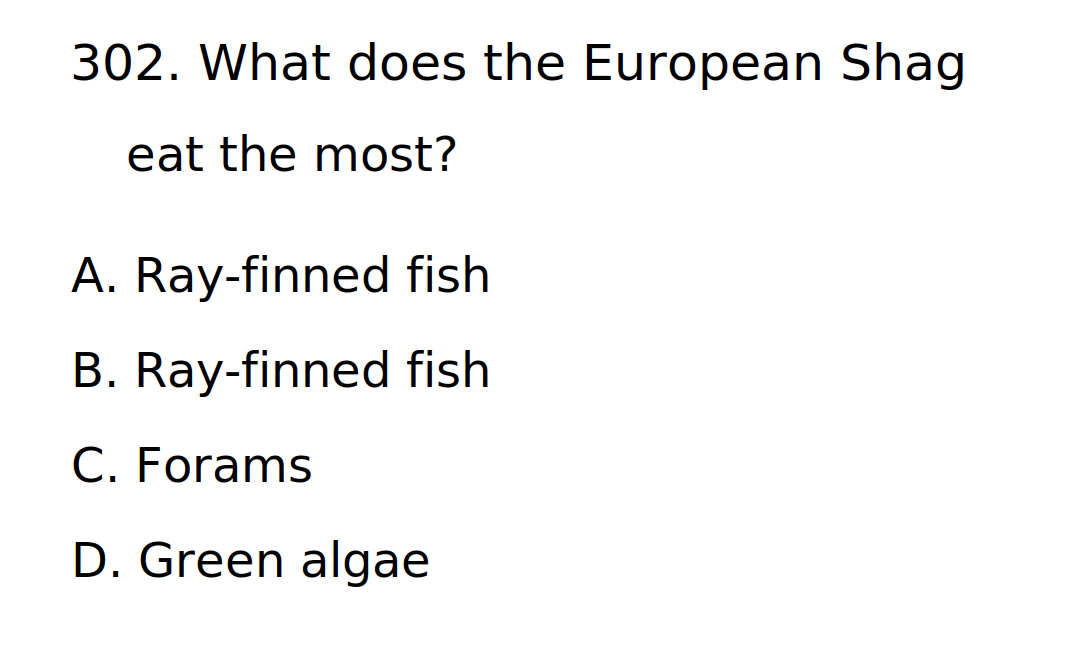 302. What does the European Shag
eat the most?
A. Ray-finned fish
B. Ray-finned fish
C. Forams
D. Green algae